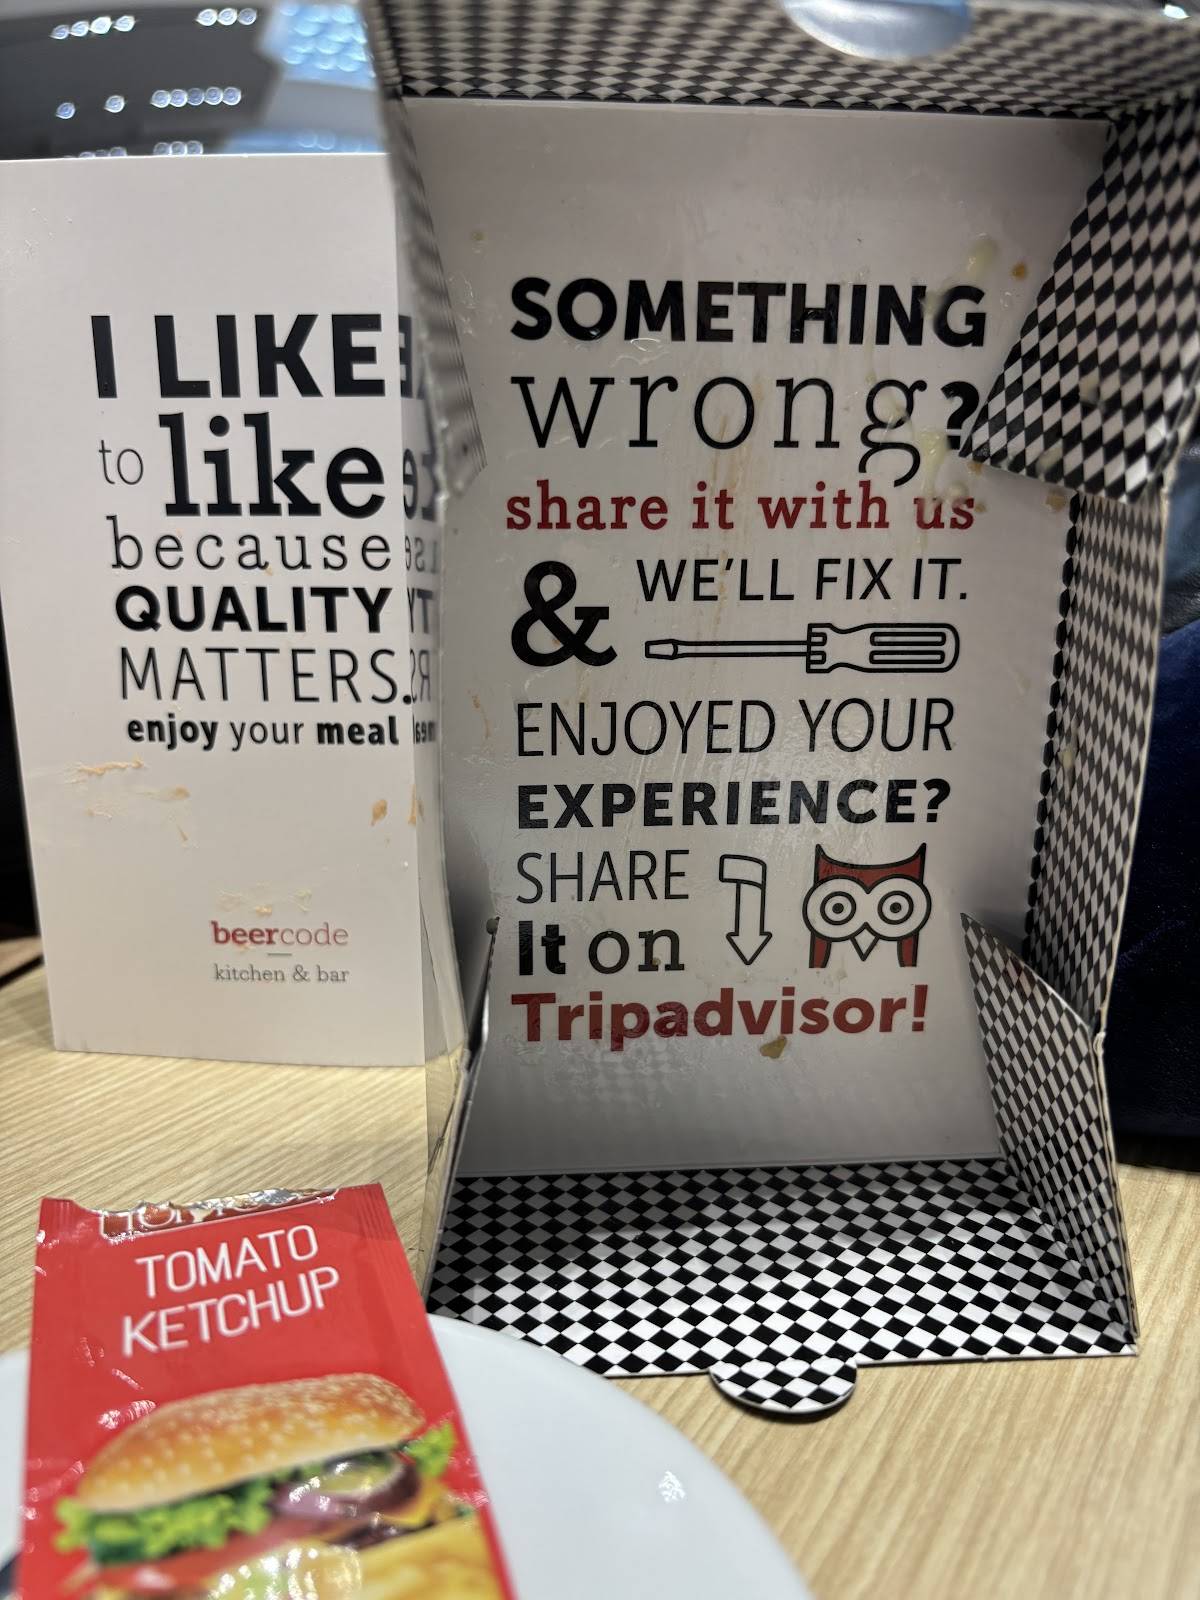 I LIKE
to like
because
QUALITY
MATTERS.
enjoy your meal
beercode
kitchen & bar
SOMETHING
wrong?
share it with us
& WE'LL FIX IT.
ENJOYED YOUR
EXPERIENCE?
SHARE
It on
Tripadvisor!
TOMATO
KETCHUP